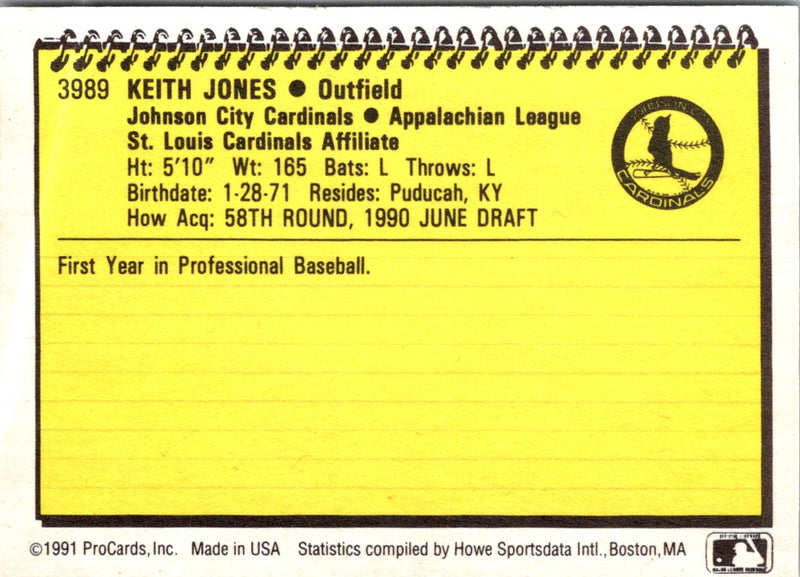 3989 KEITH JONES ● Outfield
Johnson City Cardinals ● Appalachian League
St. Louis Cardinals Affiliate
JOHNSON CITY
CARDINALS
Ht: 5'10" Wt: 165 Bats: L Throws: L
Birthdate: 1-28-71 Resides: Puducah, KY
How Acq: 58TH ROUND, 1990 JUNE DRAFT
First Year in Professional Baseball.
©1991 ProCards, Inc. Made in USA Statistics compiled by Howe Sportsdata Intl., Boston, MA